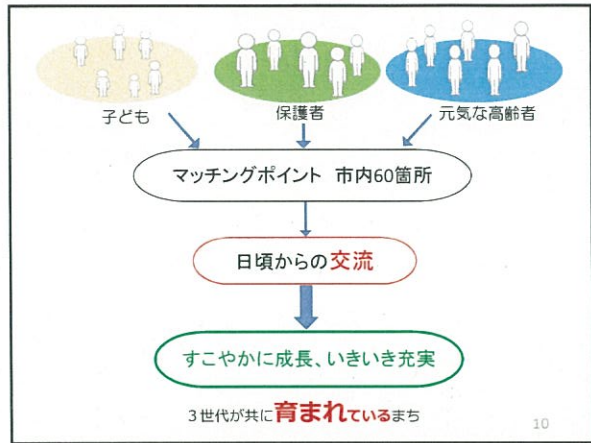 子ども
保護者
元気な高齢者
マッチングポイント 市内60箇所
日頃からの交流
すこやかに成長、いきいき充実
3世代が共に育まれているまち
10